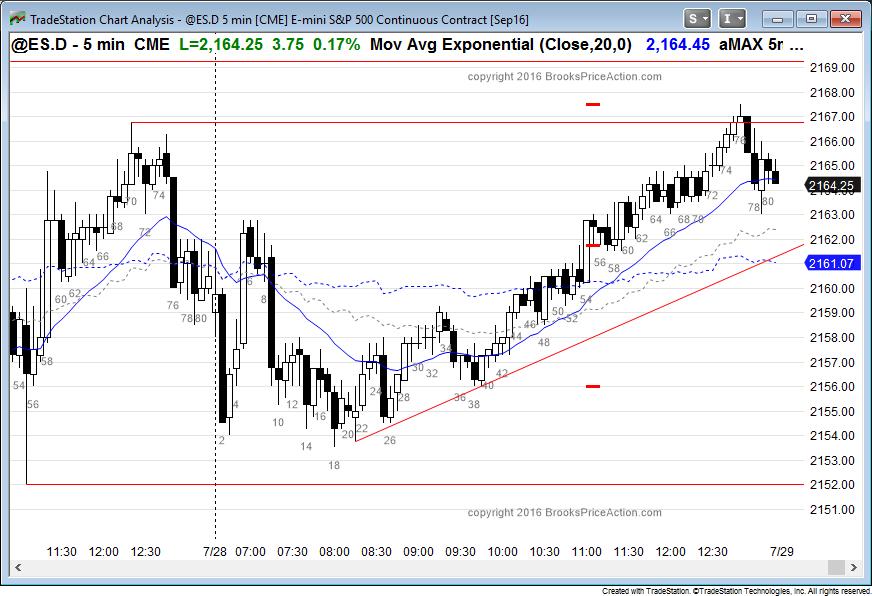 TradeStation Chart Analysis - @ES.D 5 min [CME] E-mini S&P 500 Continuous Contract [Sep16]
S I
@ES.D - 5 min CME L=2,164.25 3.75 0.17% Mov Avg Exponential (Close,20,0) 2,164.45 aMAX 5r ...
copyright 2016 BrooksPriceAction.com
2169.00
2168.00
2167.00
2166.00
2165.00
2164.25
2163.00
2162.00
2161.07
2160.00
2159.00
2158.00
2157.00
2156.00
2155.00
2154.00
2153.00
2152.00
2151.00
54 56 58 60 62 64 66 68 70 72 74 76 78 80
2 4 6 8 10 12 14 16 18 20 22 24 26 28 30 32 34 36 38 40 42 44 46 48 50 52 54 56 58 60 62 64 66 68 70 72 74 76 78 80
copyright 2016 BrooksPriceAction.com
11:30 12:00 12:30 7/28 07:00 07:30 08:00 08:30 09:00 09:30 10:00 10:30 11:00 11:30 12:00 12:30 7/29
Created with TradeStation. ©TradeStation Technologies, Inc. All rights reserved.